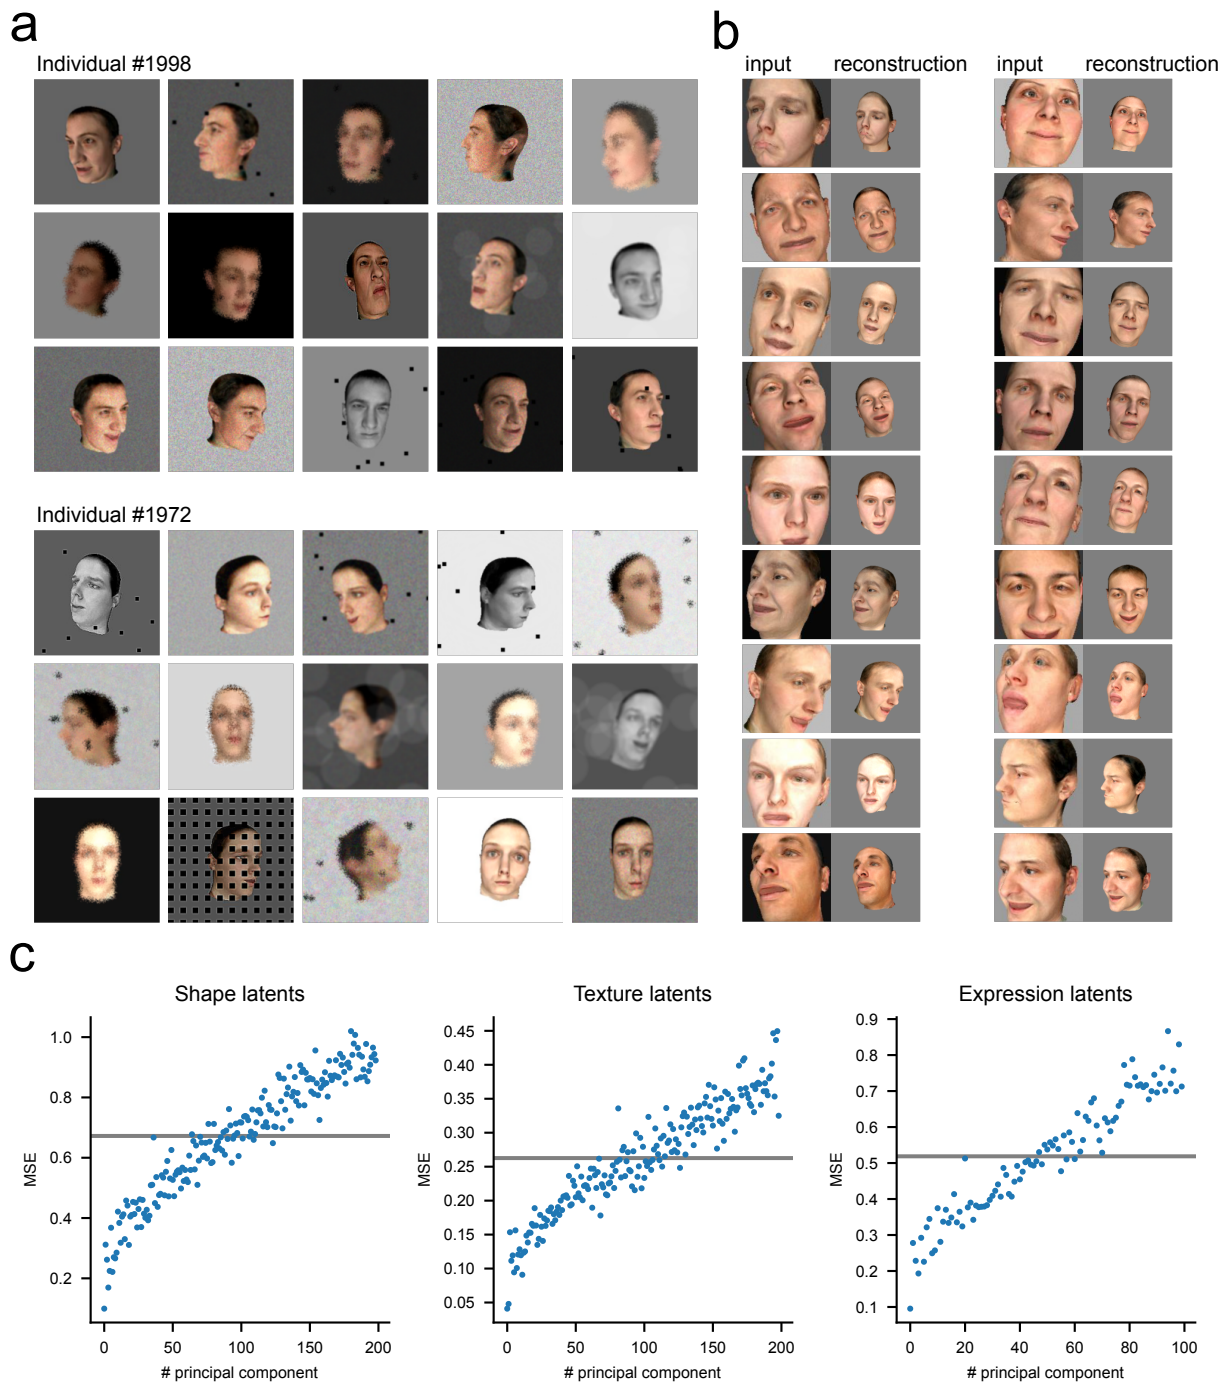 a
Individual #1998
Individual #1972
b
input reconstruction input reconstruction
c
Shape latents
1.0
0.8
0.6
0.4
0.2
MSE
0 50 100 150 200
# principal component
Texture latents
0.45
0.40
0.35
0.30
0.25
0.20
0.15
0.10
0.05
MSE
0 50 100 150 200
# principal component
Expression latents
0.9
0.8
0.7
0.6
0.5
0.4
0.3
0.2
0.1
MSE
0 20 40 60 80 100
# principal component